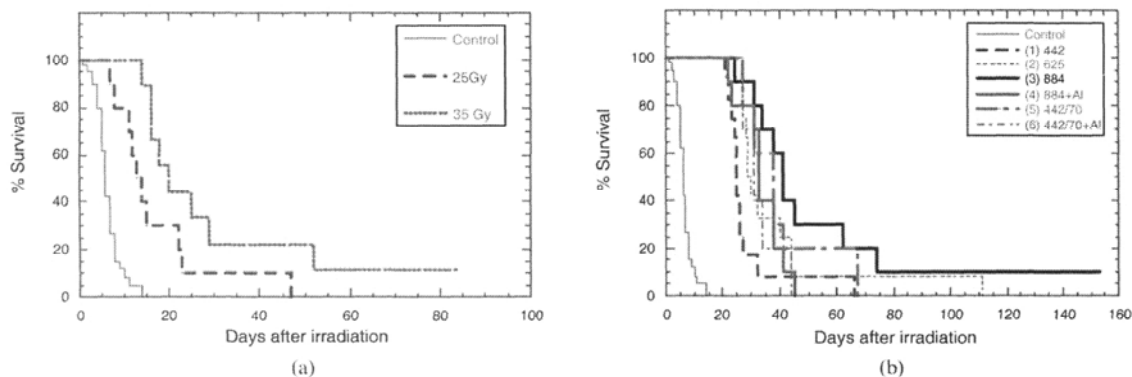 Control
25Gy
35 Gy
100
80
60
40
20
0
% Survival
0
20
40
60
80
100
Days after irradiation
(a)
Control
(1) 442
(2) 625
(3) 884
(4) 884+Al
(5) 442/70
(6) 442/70+Al
100
80
60
40
20
0
% Survival
0
20
40
60
80
100
120
140
160
Days after irradiation
(b)